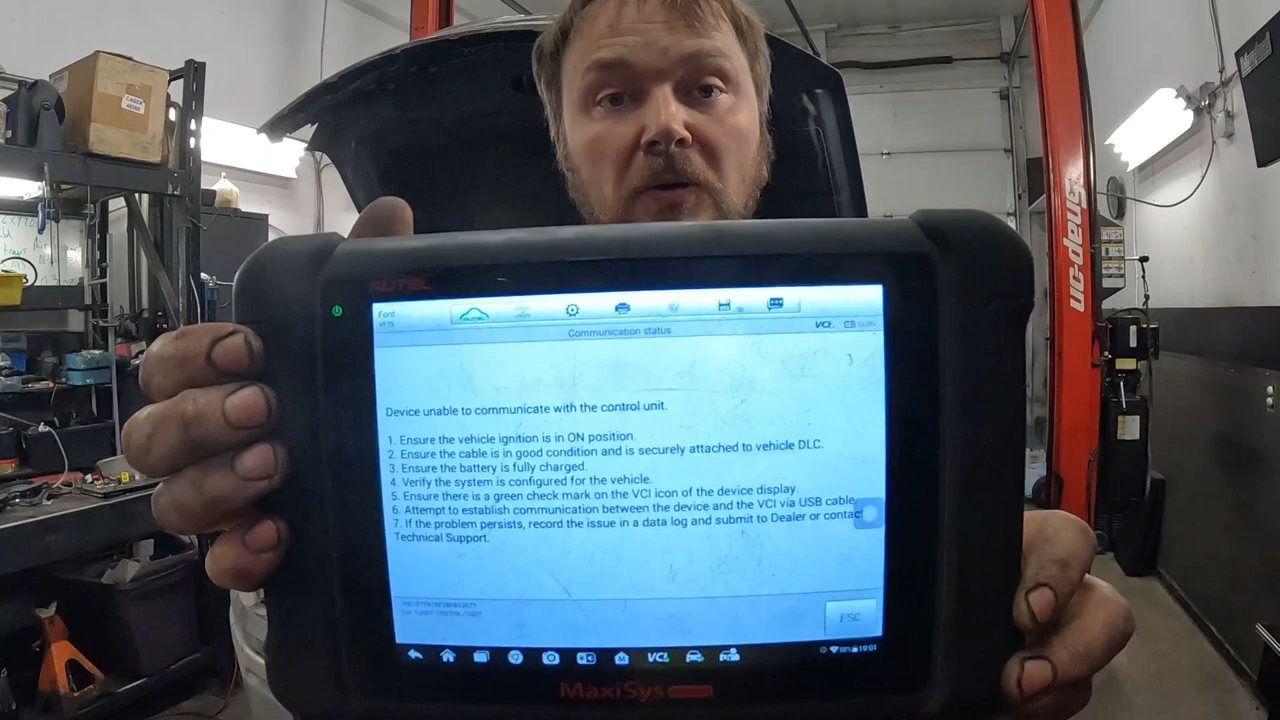 AUTEL
Ford
AUTEL
Communication status
VCI
Device unable to communicate with the control unit.
1. Ensure the vehicle ignition is in ON position.
2. Ensure the cable is in good condition and is securely attached to vehicle DLC.
3. Ensure the battery is fully charged.
4. Verify the system is configured for the vehicle.
5. Ensure there is a green check mark on the VCI icon of the device display.
6. Attempt to establish communication between the device and the VCI via USB cable.
7. If the problem persists, record the issue in a data log and submit to Dealer or contact
Technical Support.
ESC
VCI
19:01
MaxiSys
Snap-on